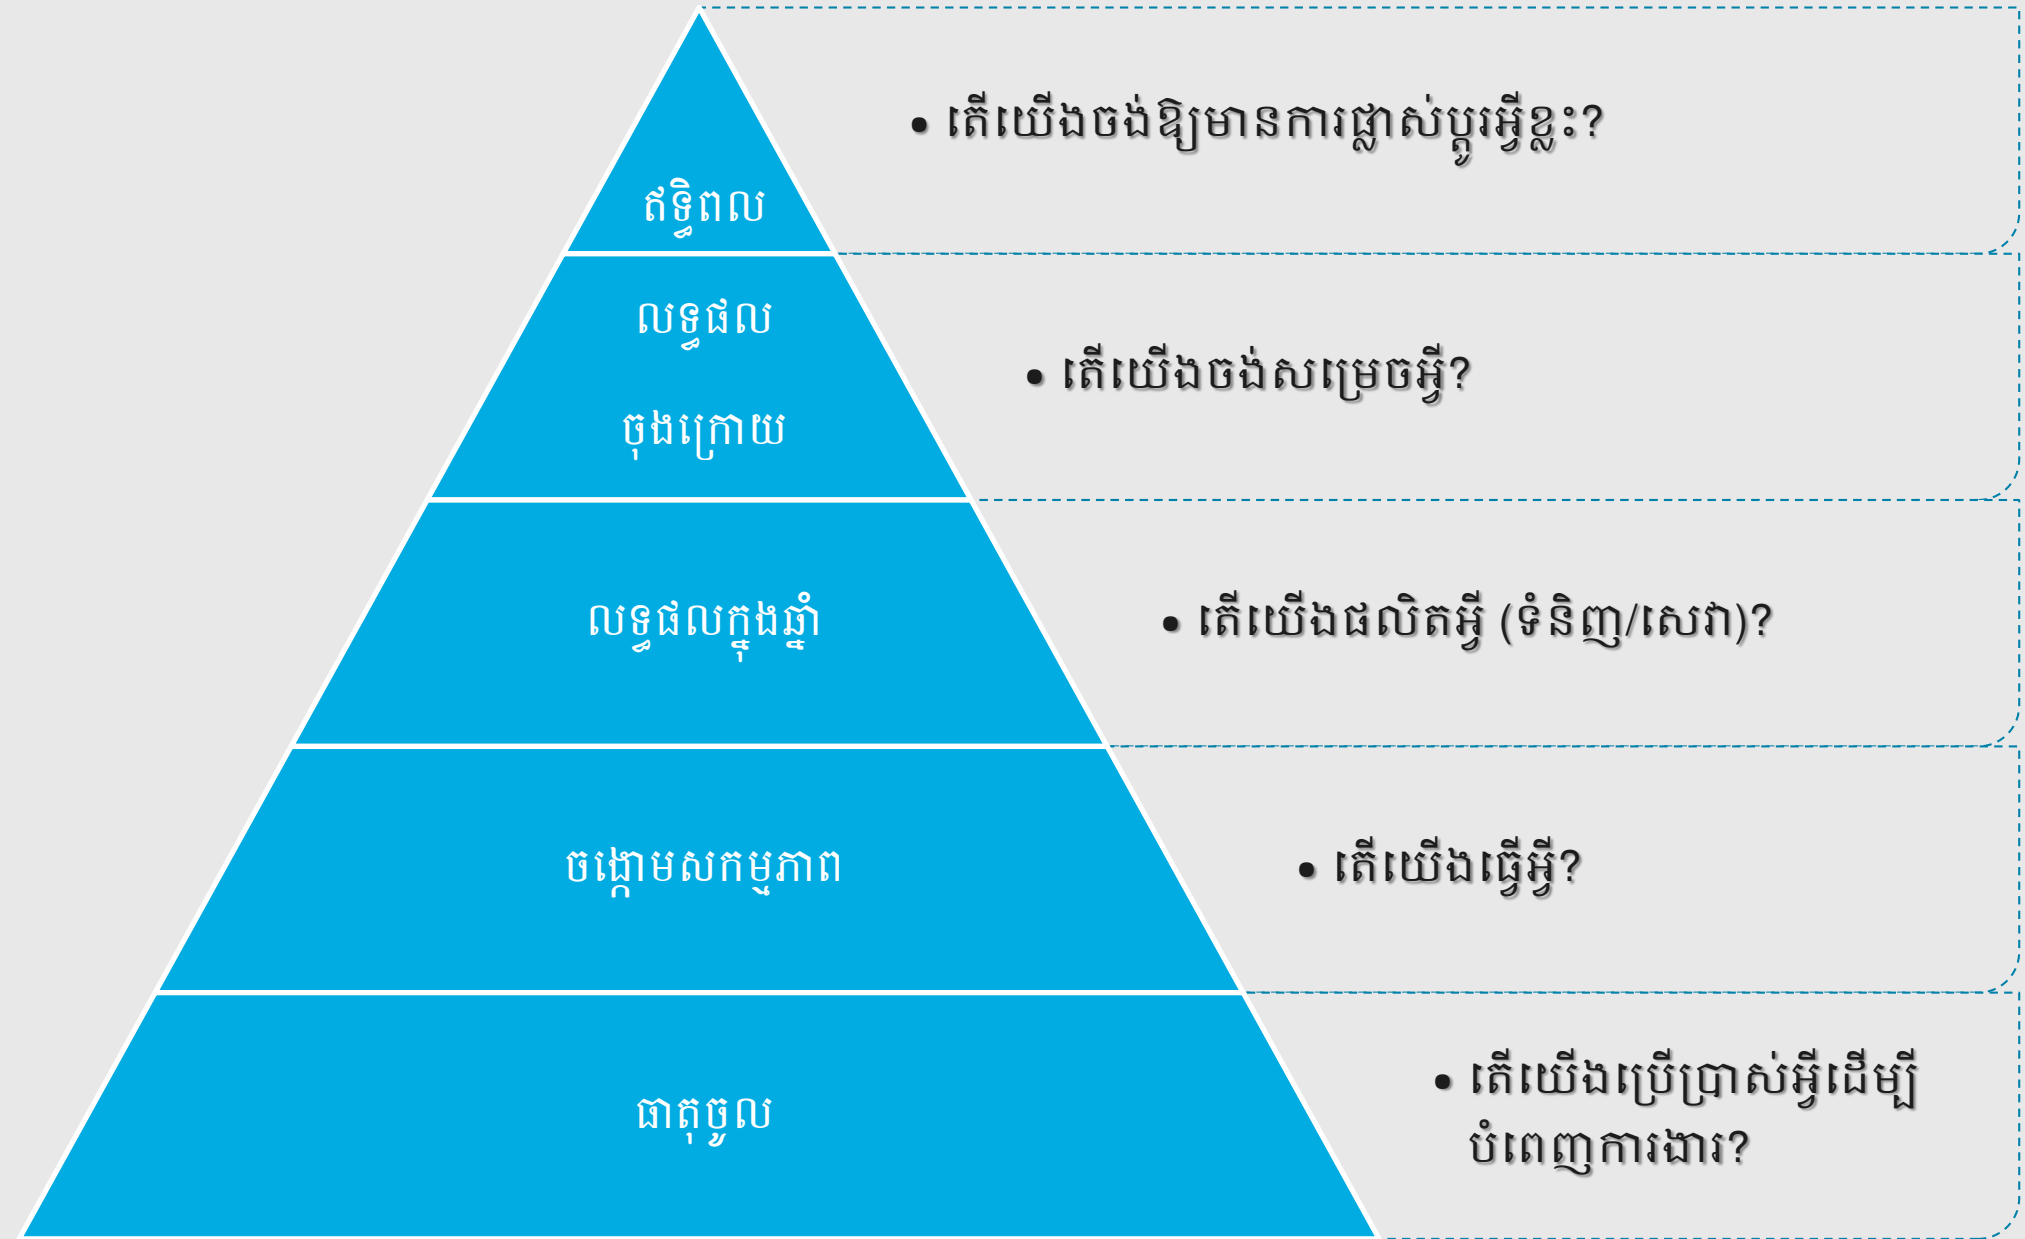 • តើយើងចង់ឱ្យមានការផ្លាស់ប្តូរអ្វីខ្លះ?
ឥទ្ធិពល
លទ្ធផល
ចុងក្រោយ
• តើយើងចង់សម្រេចអ្វី?
លទ្ធផលក្នុងឆ្នាំ
• តើយើងផលិតអ្វី (ទំនិញ/សេវា)?
ចង្កោមសកម្មភាព
• តើយើងធ្វើអ្វី?
ធាតុចូល
• តើយើងប្រើប្រាស់អ្វីដើម្បី
បំពេញការងារ?